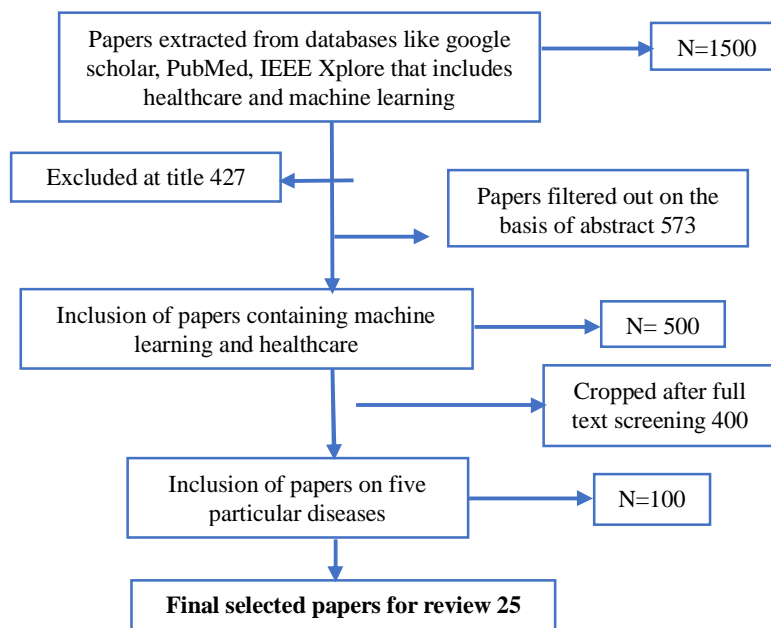 Papers extracted from databases like google
scholar, PubMed, IEEE Xplore that includes
healthcare and machine learning
N=1500
Excluded at title 427
Papers filtered out on the
basis of abstract 573
Inclusion of papers containing machine
learning and healthcare
N= 500
Cropped after full
text screening 400
Inclusion of papers on five
particular diseases
N=100
Final selected papers for review 25